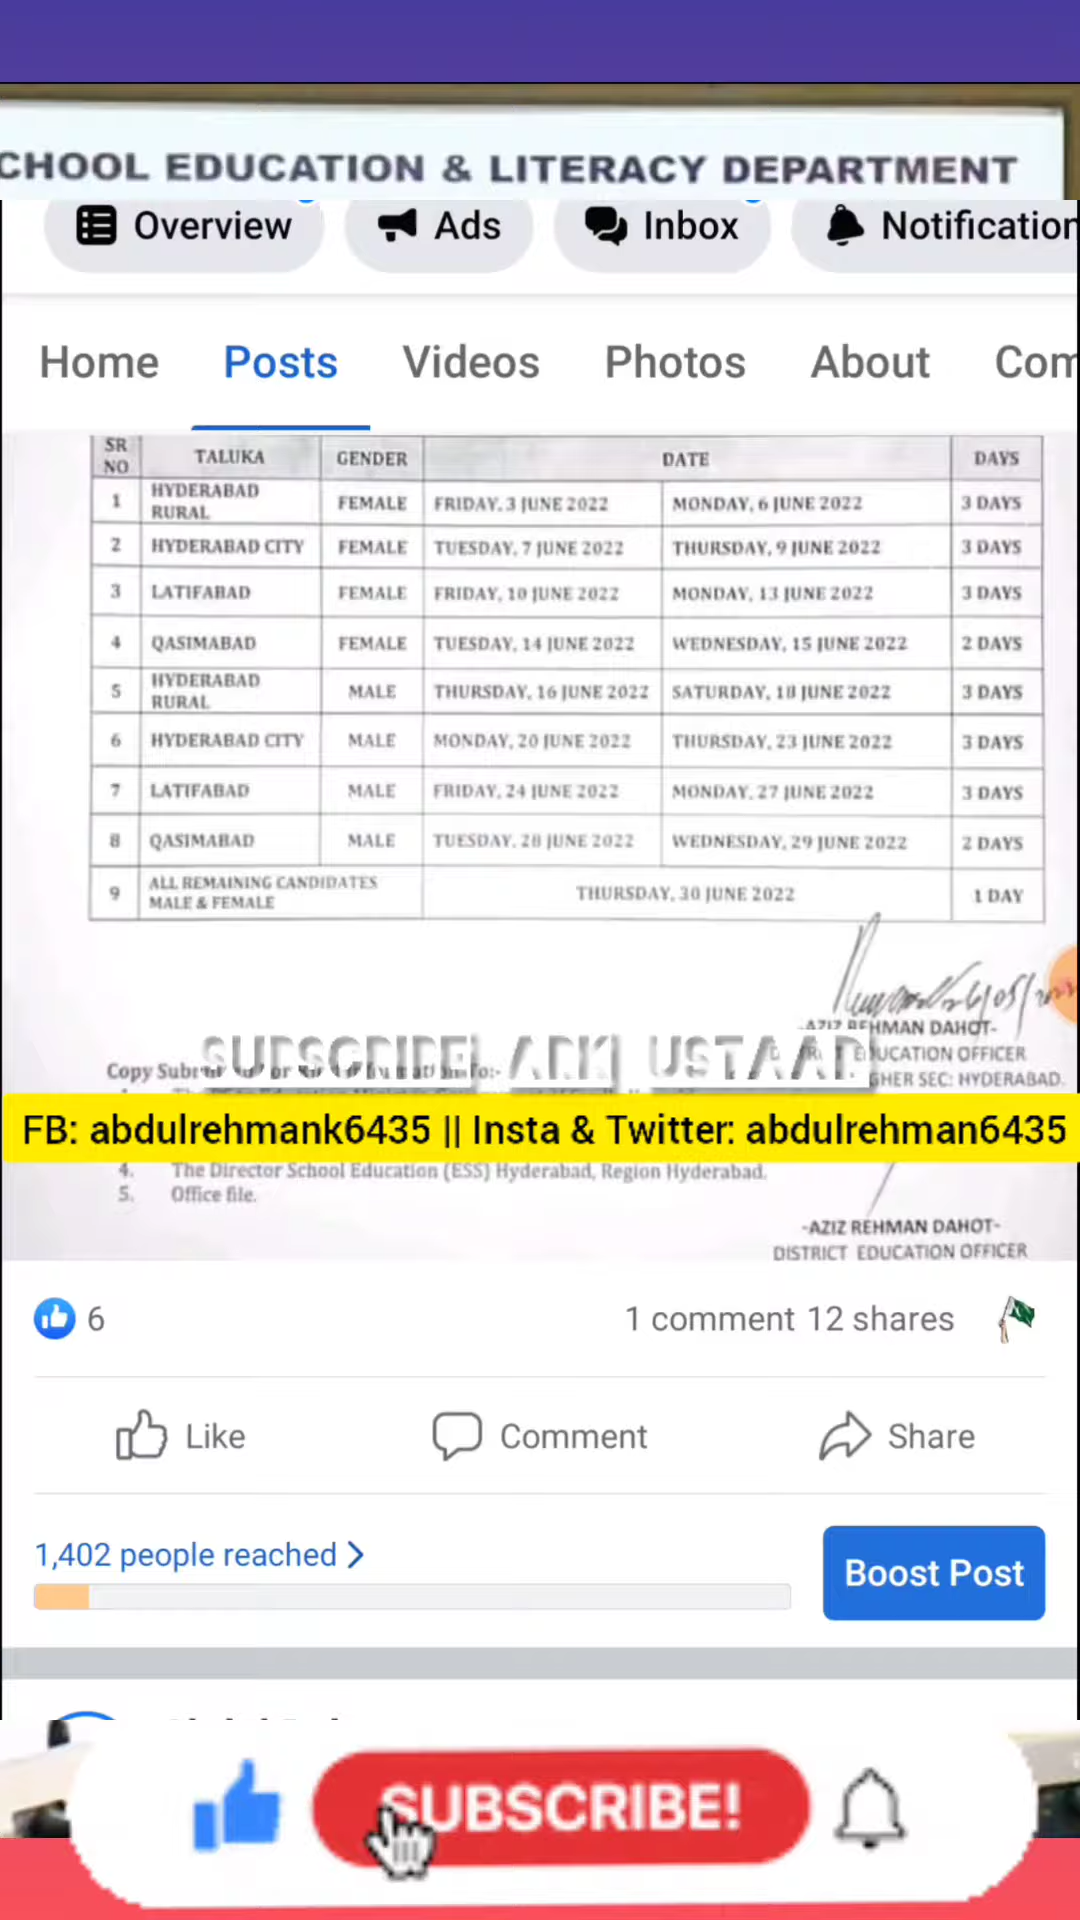 CHOOL EDUCATION & LITERACY DEPARTMENT
Overview Ads Inbox Notification
Home Posts Videos Photos About Com
SR NO TALUKA GENDER DATE DAYS
1 HYDERABAD RURAL FEMALE FRIDAY, 3 JUNE 2022 MONDAY, 6 JUNE 2022 3 DAYS
2 HYDERABAD CITY FEMALE TUESDAY, 7 JUNE 2022 THURSDAY, 9 JUNE 2022 3 DAYS
3 LATIFABAD FEMALE FRIDAY, 10 JUNE 2022 MONDAY, 13 JUNE 2022 3 DAYS
4 QASIMABAD FEMALE TUESDAY, 14 JUNE 2022 WEDNESDAY, 15 JUNE 2022 2 DAYS
5 HYDERABAD RURAL MALE THURSDAY, 16 JUNE 2022 SATURDAY, 18 JUNE 2022 3 DAYS
6 HYDERABAD CITY MALE MONDAY, 20 JUNE 2022 THURSDAY, 23 JUNE 2022 3 DAYS
7 LATIFABAD MALE FRIDAY, 24 JUNE 2022 MONDAY, 27 JUNE 2022 3 DAYS
8 QASIMABAD MALE TUESDAY, 28 JUNE 2022 WEDNESDAY, 29 JUNE 2022 2 DAYS
9 ALL REMAINING CANDIDATES MALE & FEMALE THURSDAY, 30 JUNE 2022 1 DAY
-AZIZ REHMAN DAHOT-
EDUCATION OFFICER
GHER SEC: HYDERABAD.
Copy
FB: abdulrehmank6435 || Insta & Twitter: abdulrehman6435
4. The Director School Education (ESS) Hyderabad, Region Hyderabad.
5. Office file.
-AZIZ REHMAN DAHOT-
DISTRICT EDUCATION OFFICER
6 1 comment 12 shares
Like Comment Share
1,402 people reached
Boost Post
SUBSCRIBE!